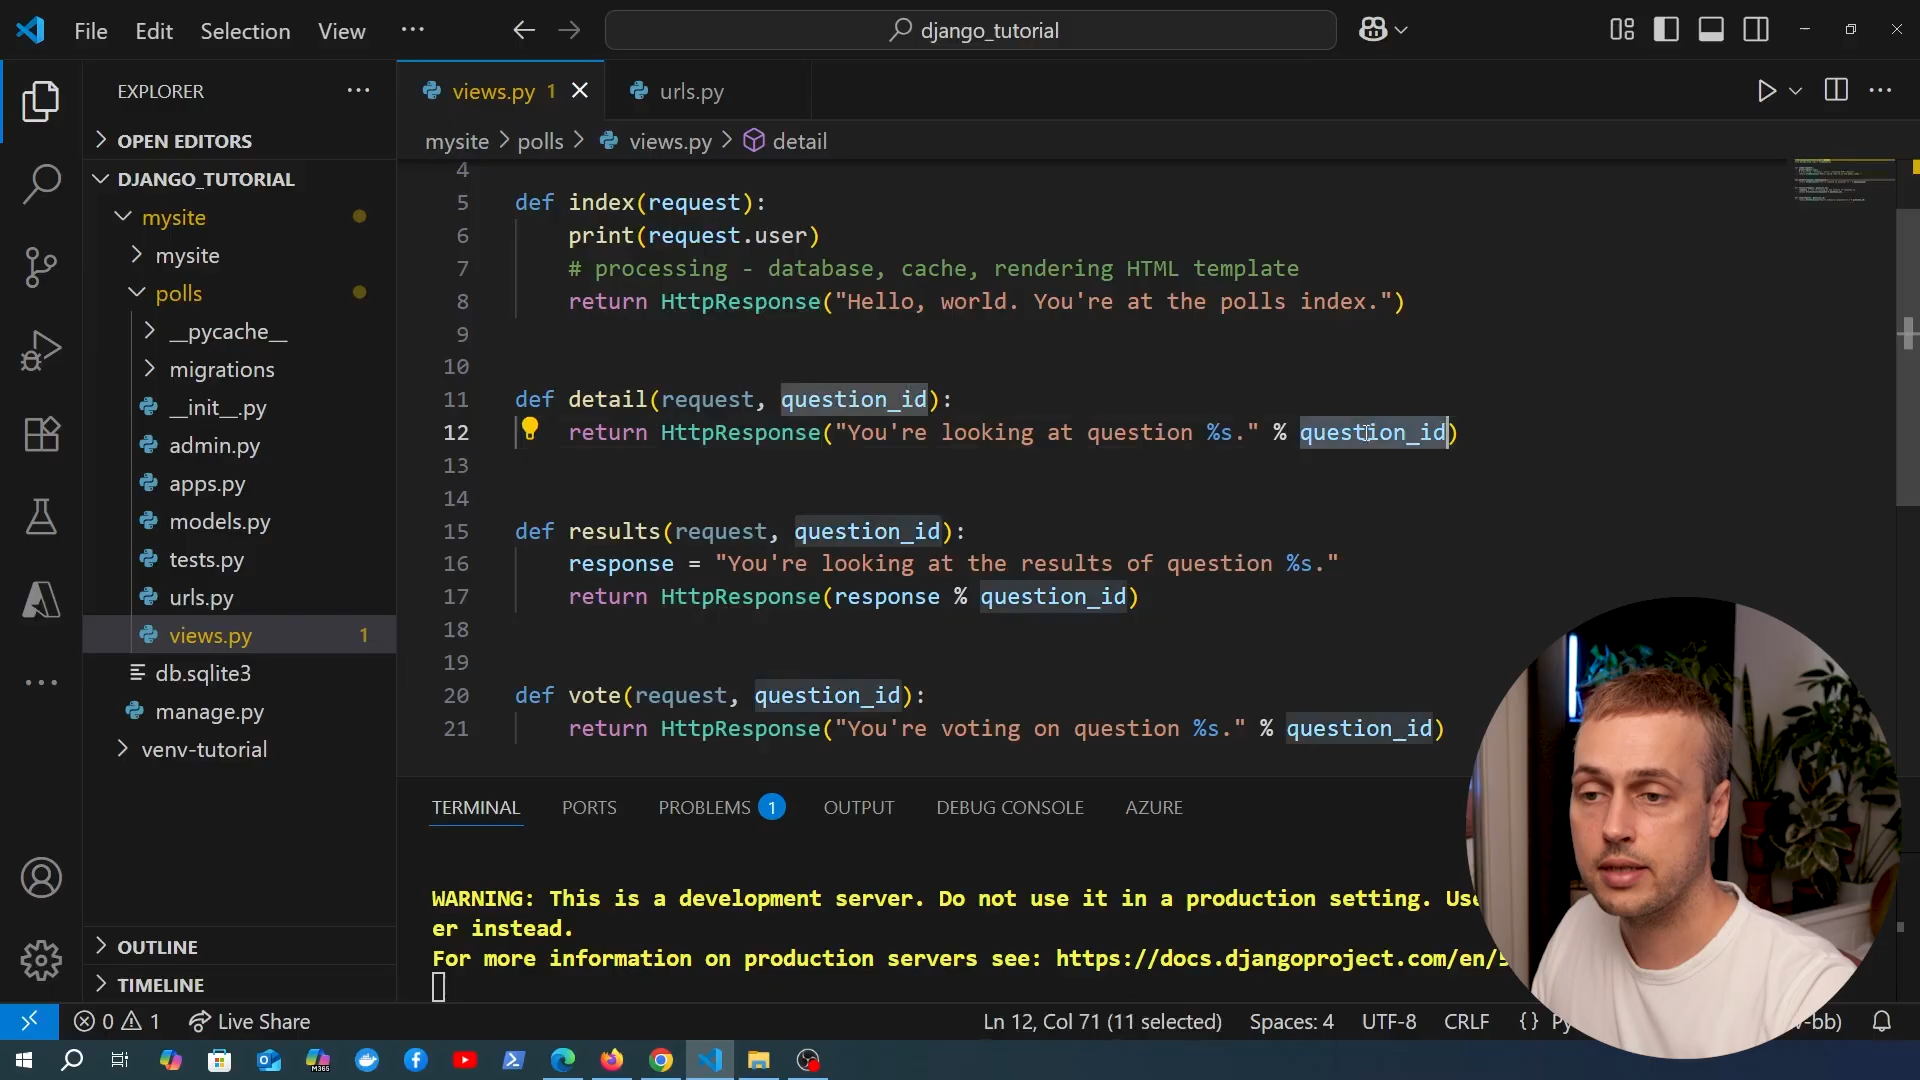 File Edit Selection View ··· django_tutorial
EXPLORER ···
OPEN EDITORS
DJANGO_TUTORIAL
mysite
mysite
polls
__pycache__
migrations
__init__.py
admin.py
apps.py
models.py
tests.py
urls.py
views.py 1
db.sqlite3
manage.py
venv-tutorial
OUTLINE
TIMELINE
views.py 1 urls.py
mysite > polls > views.py > detail
4
5 def index(request):
6 print(request.user)
7 # processing - database, cache, rendering HTML template
8 return HttpResponse("Hello, world. You're at the polls index.")
9
10
11 def detail(request, question_id):
12 return HttpResponse("You're looking at question %s." % question_id)
13
14
15 def results(request, question_id):
16 response = "You're looking at the results of question %s."
17 return HttpResponse(response % question_id)
18
19
20 def vote(request, question_id):
21 return HttpResponse("You're voting on question %s." % question_id)
TERMINAL PORTS PROBLEMS 1 OUTPUT DEBUG CONSOLE AZURE
WARNING: This is a development server. Do not use it in a production setting. Use
er instead.
For more information on production servers see: https://docs.djangoproject.com/en/5
0 1 Live Share Ln 12, Col 71 (11 selected) Spaces: 4 UTF-8 CRLF {} Py -bb)
M365